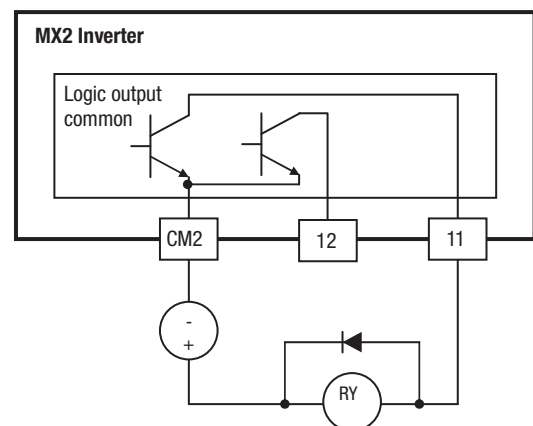 MX2 Inverter
Logic output
common
CM2
12
11
-
+
RY